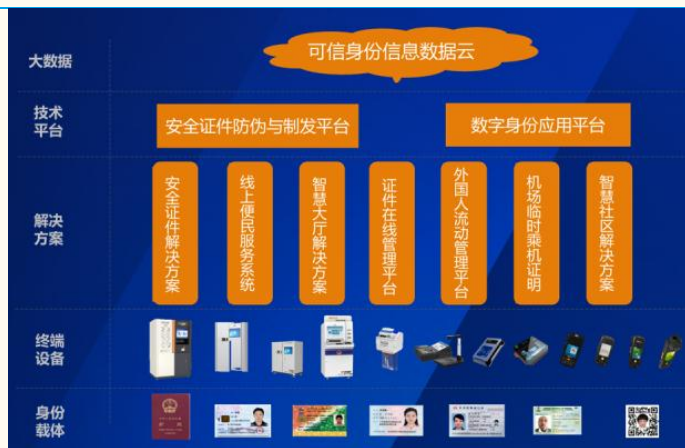 大数据
可信身份信息数据云
技术
平台
安全证件防伪与制发平台
数字身份应用平台
解决
方案
安全证件解决方案
线上便民服务系统
智慧大厅解决方案
证件在线管理平台
外国人流动管理平台
机场临时乘机证明
智慧社区解决方案
终端
设备
身份
载体